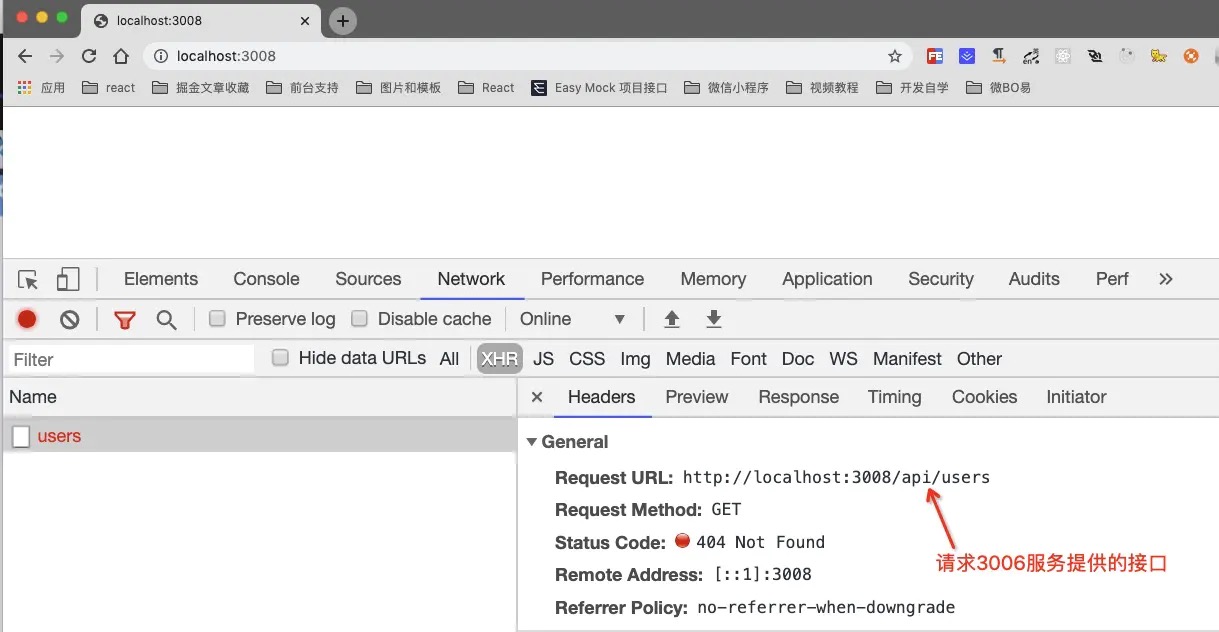 localhost:3008
localhost:3008
应用 react 掘金文章收藏 前台支持 图片和模板 React Easy Mock 项目接口 微信小程序 视频教程 开发自学 微BO易
Elements Console Sources Network Performance Memory Application Security Audits Perf
Preserve log Disable cache Online
Filter Hide data URLs All XHR JS CSS Img Media Font Doc WS Manifest Other
Name Headers Preview Response Timing Cookies Initiator
users
General
Request URL: http://localhost:3008/api/users
Request Method: GET
Status Code: 404 Not Found
请求3006服务提供的接口
Remote Address: [::1]:3008
Referrer Policy: no-referrer-when-downgrade